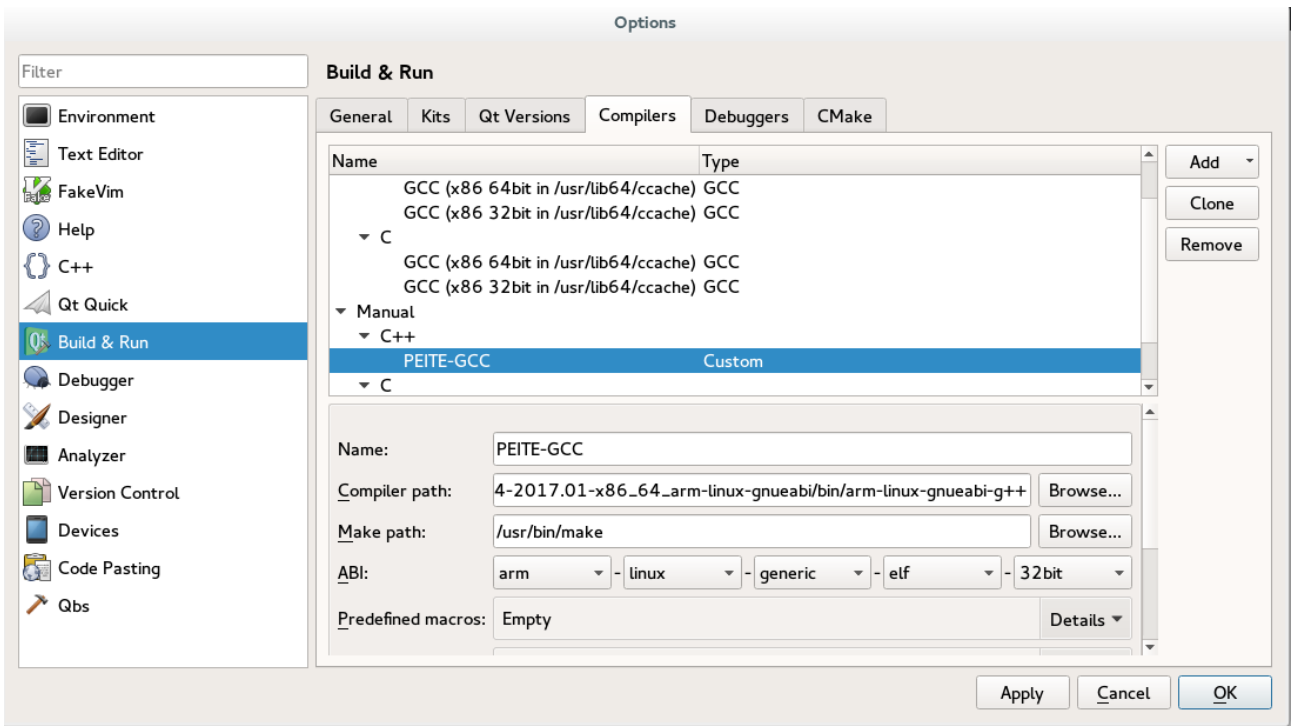 Options
Filter
Environment
Text Editor
FakeVim
Help
C++
Qt Quick
Build & Run
Debugger
Designer
Analyzer
Version Control
Devices
Code Pasting
Qbs
Build & Run
General Kits Qt Versions Compilers Debuggers CMake
Name Type
GCC (x86 64bit in /usr/lib64/ccache) GCC
GCC (x86 32bit in /usr/lib64/ccache) GCC
C
GCC (x86 64bit in /usr/lib64/ccache) GCC
GCC (x86 32bit in /usr/lib64/ccache) GCC
Manual
C++
PEITE-GCC Custom
C
Add
Clone
Remove
Name: PEITE-GCC
Compiler path: 4-2017.01-x86_64_arm-linux-gnueabi/bin/arm-linux-gnueabi-g++ Browse...
Make path: /usr/bin/make Browse...
ABI: arm - linux - generic - elf - 32bit
Predefined macros: Empty Details
Apply Cancel OK